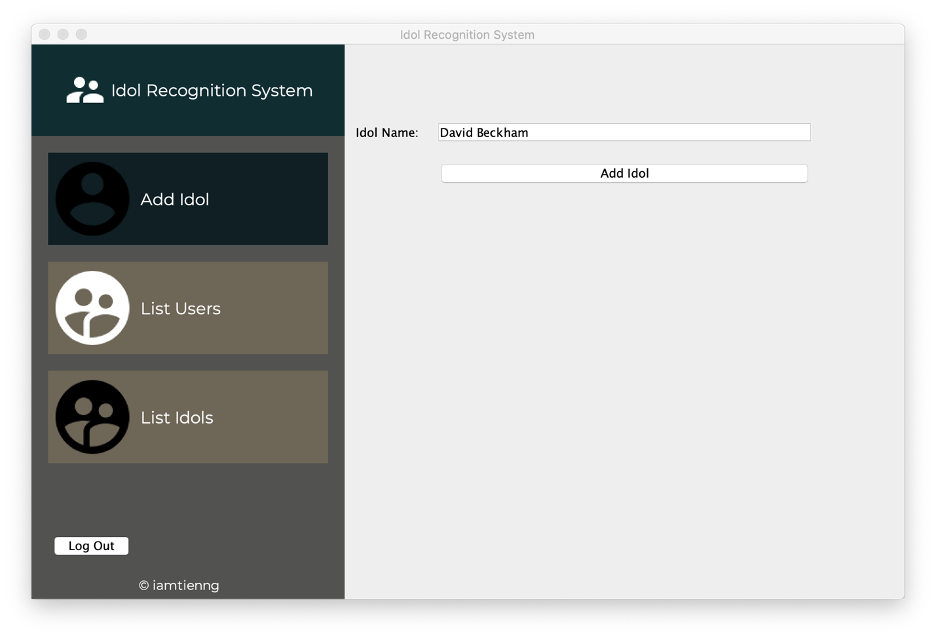 Idol Recognition System
Idol Recognition System
Add Idol
List Users
List Idols
Log Out
© iamtienng
Idol Name: David Beckham
Add Idol